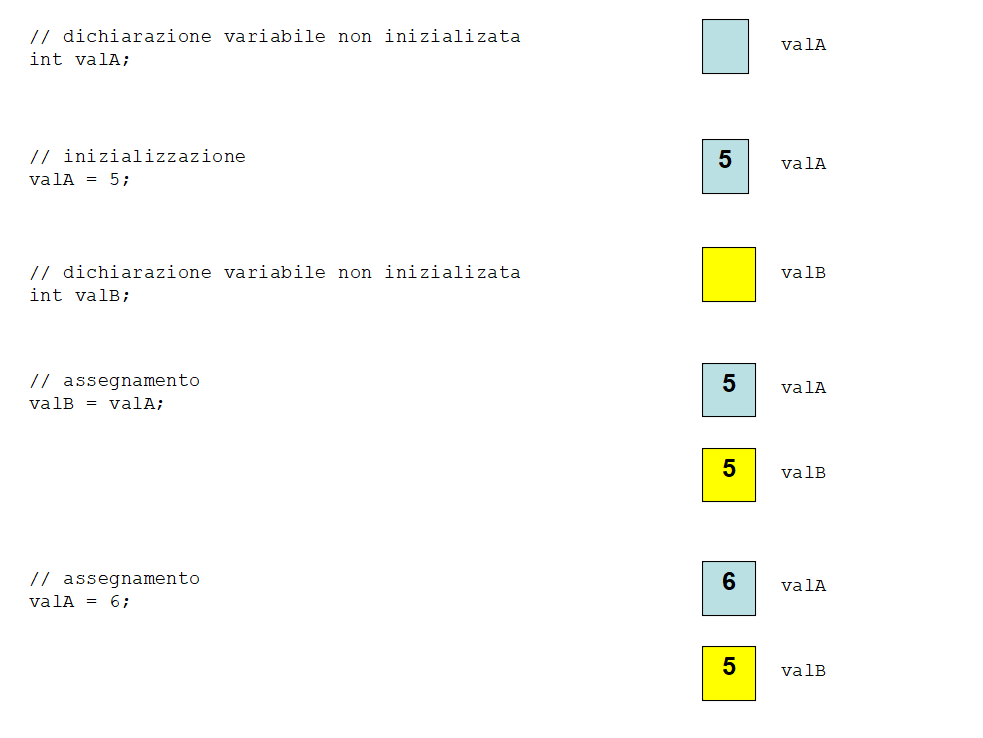 // dichiarazione variabile non inizializata
int valA;
valA
// inizializzazione
valA = 5;
5
valA
// dichiarazione variabile non inizializata
int valB;
valB
// assegnamento
valB = valA;
5
valA
5
valB
// assegnamento
valA = 6;
6
valA
5
valB